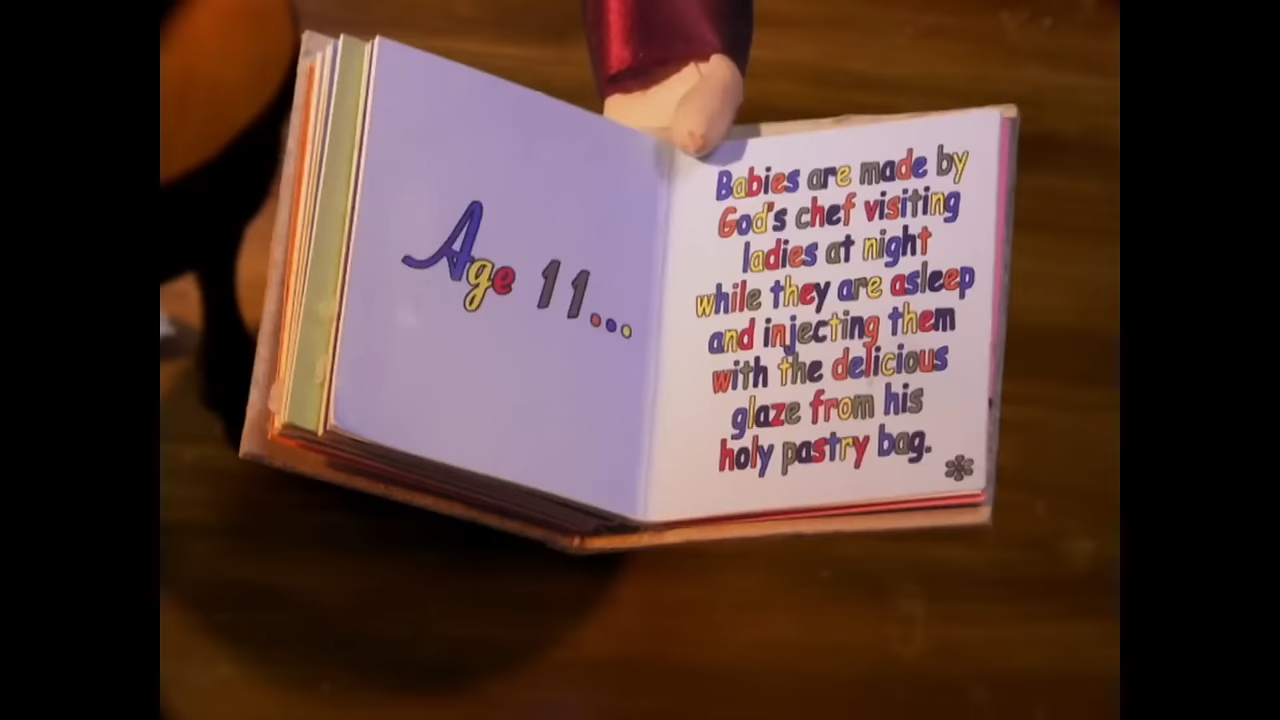 Age 11...
Babies are made by
God's chef visiting
ladies at night
while they are asleep
and injecting them
with the delicious
glaze from his
holy pastry bag.
*